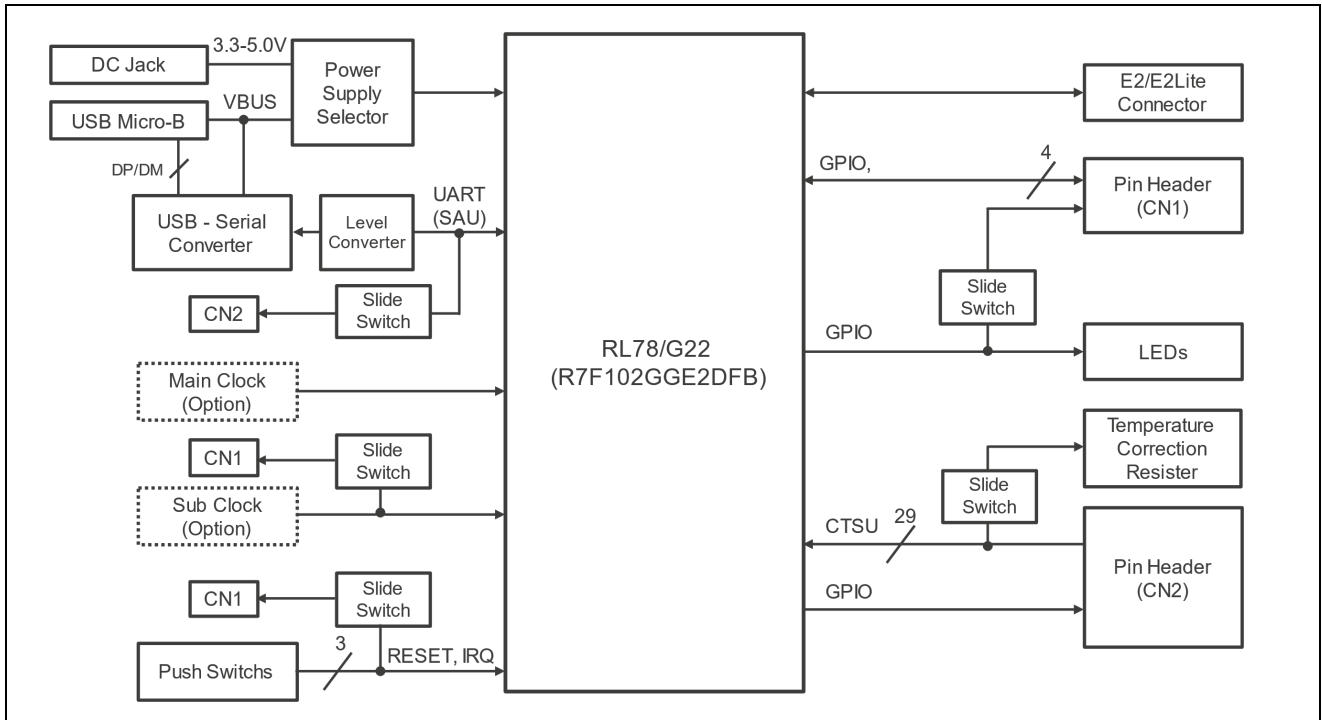 DC Jack
3.3-5.0V
Power
Supply
Selector
USB Micro-B
VBUS
DP/DM
USB - Serial
Converter
Level
Converter
UART
(SAU)
CN2
Slide
Switch
Main Clock
(Option)
CN1
Slide
Switch
Sub Clock
(Option)
CN1
Slide
Switch
Push Switchs
3
RESET, IRQ
RL78/G22
(R7F102GGE2DFB)
E2/E2Lite
Connector
GPIO,
4
Pin Header
(CN1)
Slide
Switch
GPIO
LEDs
Temperature
Correction
Resister
Slide
Switch
CTSU
29
Pin Header
(CN2)
GPIO